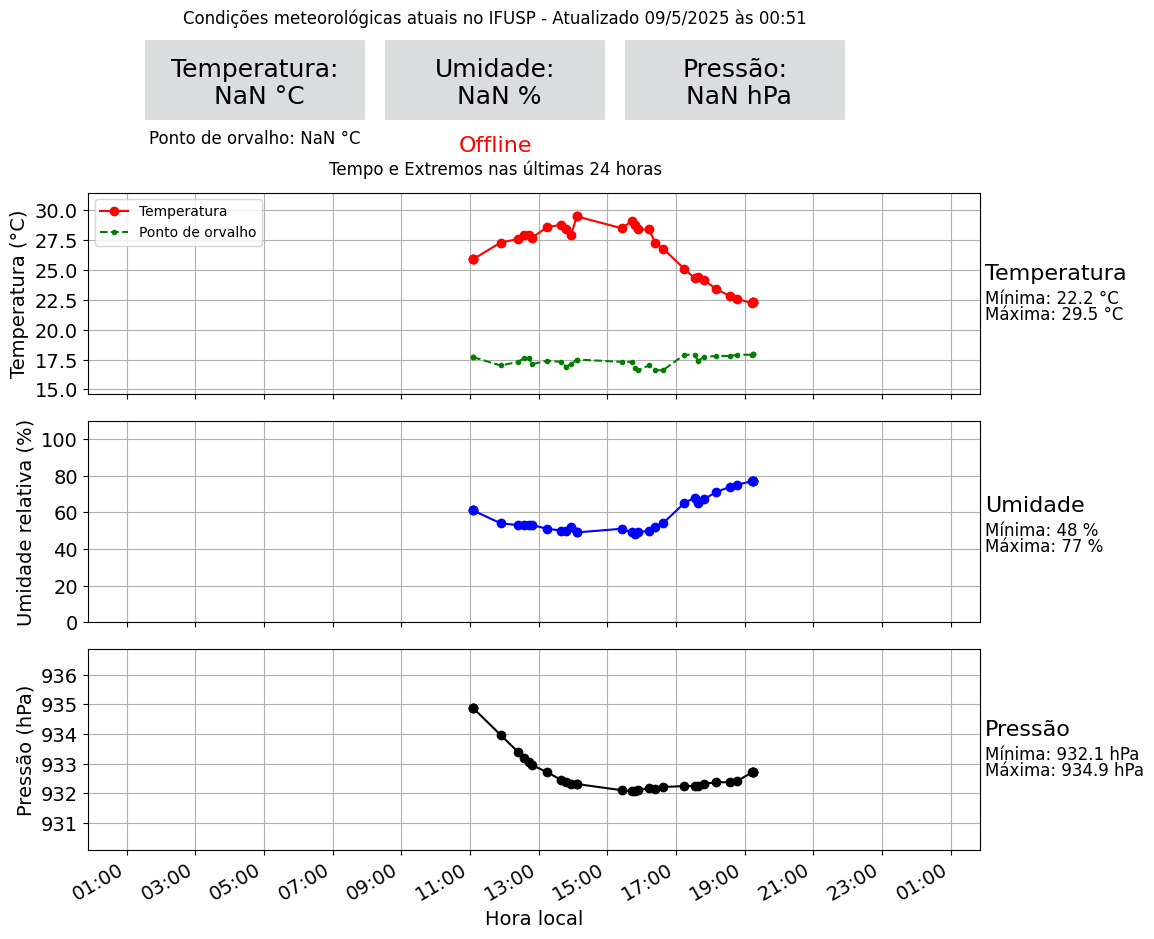 Condições meteorológicas atuais no IFUSP - Atualizado 09/5/2025 às 00:51
Temperatura:
NaN °C
Umidade:
NaN %
Pressão:
NaN hPa
Ponto de orvalho: NaN °C
Offline
Tempo e Extremos nas últimas 24 horas
Temperatura (°C)
30.0
27.5
25.0
22.5
20.0
17.5
15.0
Temperatura
Ponto de orvalho
Temperatura
Mínima: 22.2 °C
Máxima: 29.5 °C
Umidade relativa (%)
100
80
60
40
20
0
Umidade
Mínima: 48 %
Máxima: 77 %
Pressão (hPa)
936
935
934
933
932
931
Pressão
Mínima: 932.1 hPa
Máxima: 934.9 hPa
01:00 03:00 05:00 07:00 09:00 11:00 13:00 15:00 17:00 19:00 21:00 23:00 01:00
Hora local